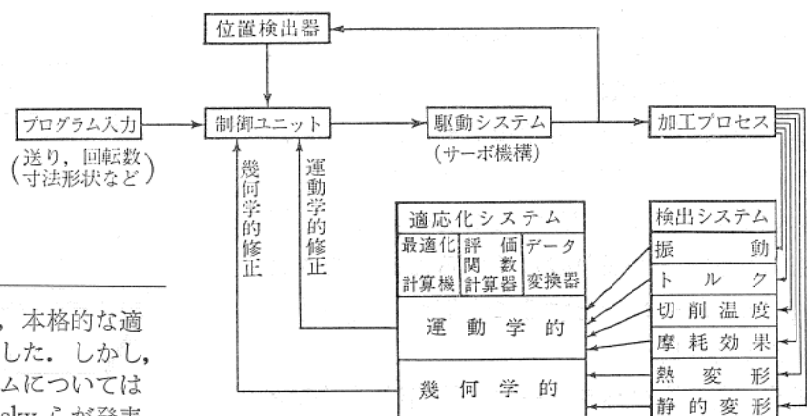 位置検出器
プログラム入力
(送り，回転数
寸法形状など)
制御ユニット
駆動システム
(サーボ機構)
加工プロセス
幾何学的修正
運動学的修正
適応化システム
最適化計算機
評価関数計算器
データ変換器
運動学的
幾何学的
検出システム
振動
トルク
切削温度
摩耗効果
熱変形
静的変形
，本格的な適
した．しかし，
ムについては
sky らが発表